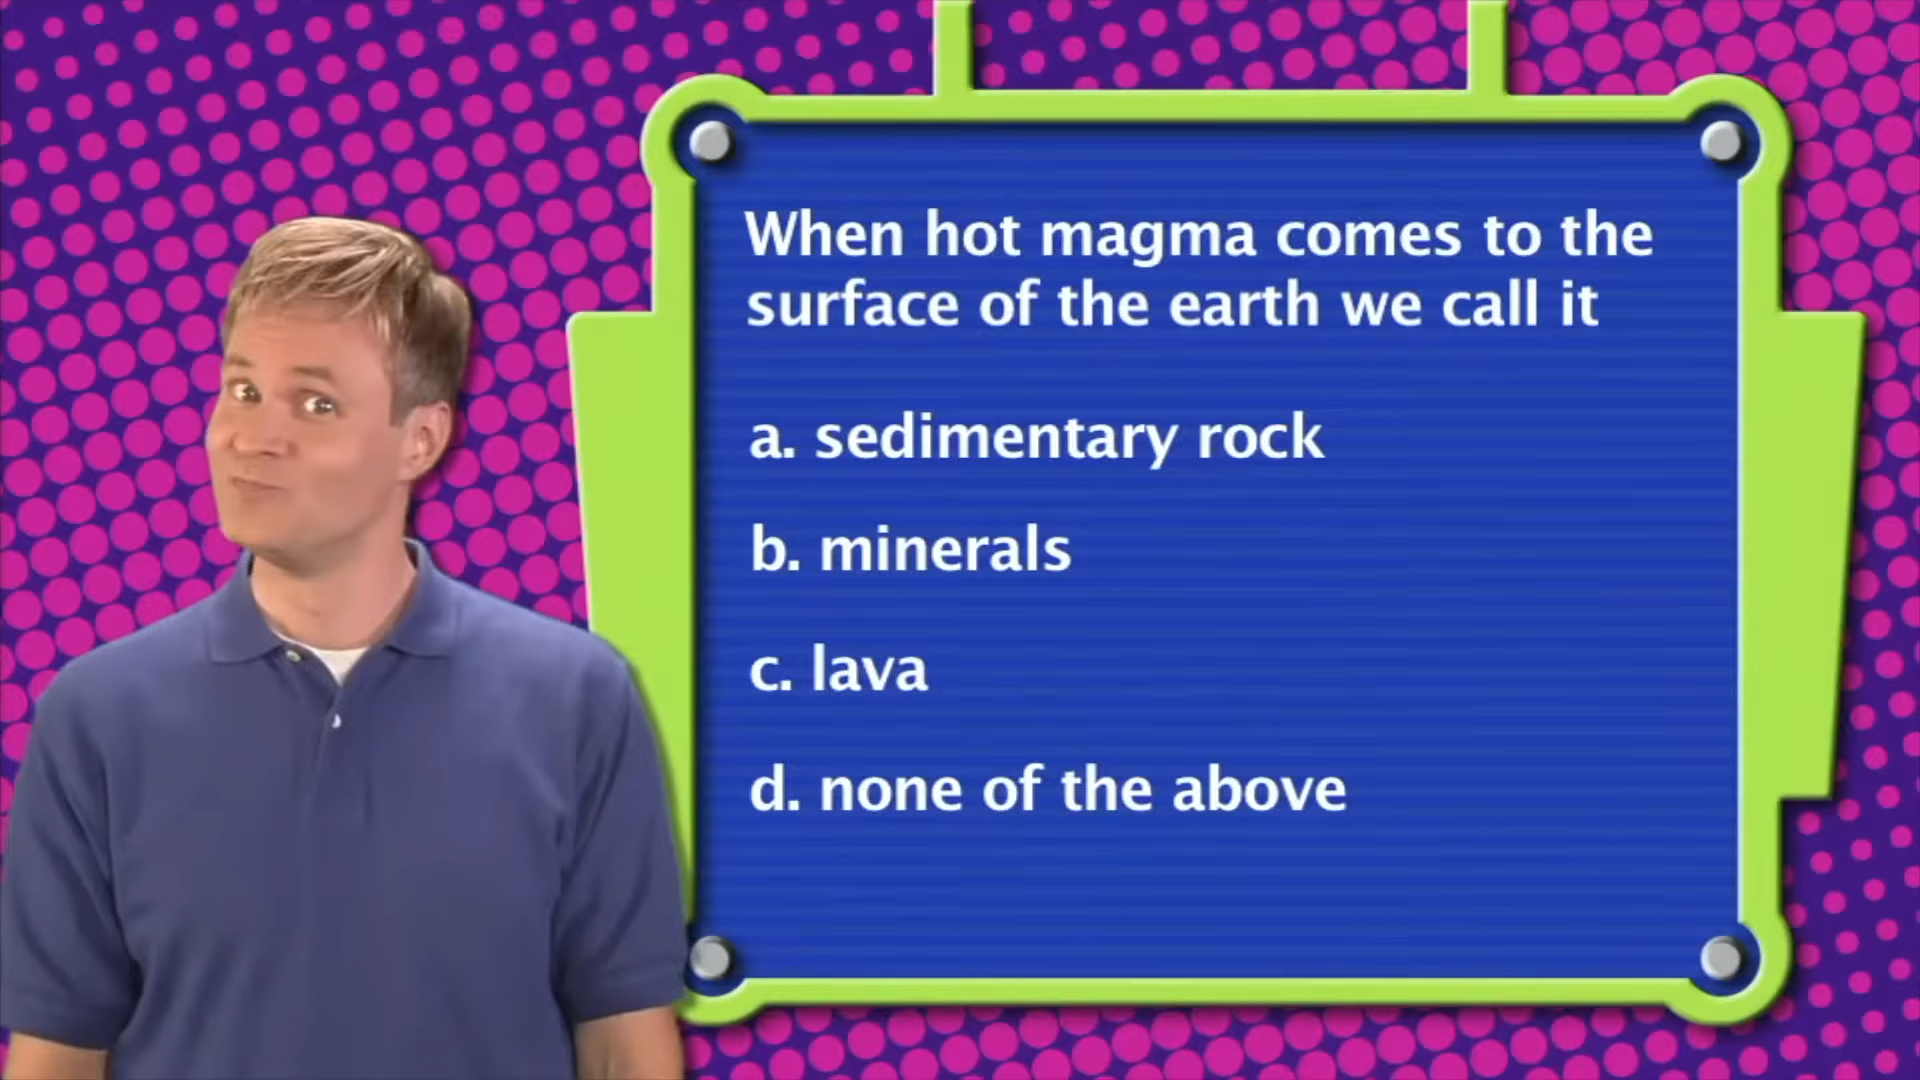 When hot magma comes to the
surface of the earth we call it
a. sedimentary rock
b. minerals
c. lava
d. none of the above